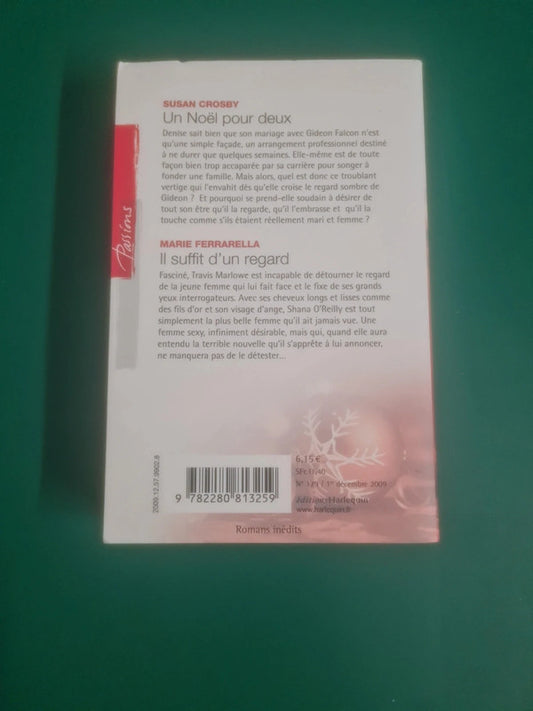 SUSAN CROSBY
Un Noël pour deux
Denise sait bien que son mariage avec Gideon Falcon n'est
qu'une simple façade, un arrangement professionnel destiné
à ne durer que quelques semaines. Elle-même est de toute
façon bien trop accaparée par sa carrière pour songer à
fonder une famille. Mais alors, quel est donc ce troublant
vertige qui l'envahit dès qu'elle croise le regard sombre de
Gideon ? Et pourquoi se prend-elle soudain à désirer de
tout son être qu'il la regarde, qu'il l'embrasse et qu'il la
touche comme s'ils étaient réellement mari et femme ?
Passions
MARIE FERRARELLA
Il suffit d'un regard
Fasciné, Travis Marlowe est incapable de détourner le regard
de la jeune femme qui lui fait face et le fixe de ses grands
yeux interrogateurs. Avec ses cheveux longs et lisses comme
des fils d'or et son visage d'ange, Shana O'Reilly est tout
simplement la plus belle femme qu'il ait jamais vue. Une
femme sexy, infiniment désirable, mais qui, quand elle aura
entendu la terrible nouvelle qu'il s'apprête à lui annoncer,
ne manquera pas de le détester...
2009.12.57.9902.8
9 782280 813259
6,15 €
SFr.
N° 1 er décembre 2009
éditions Harlequin
www.harlequin.fr
Romans inédits